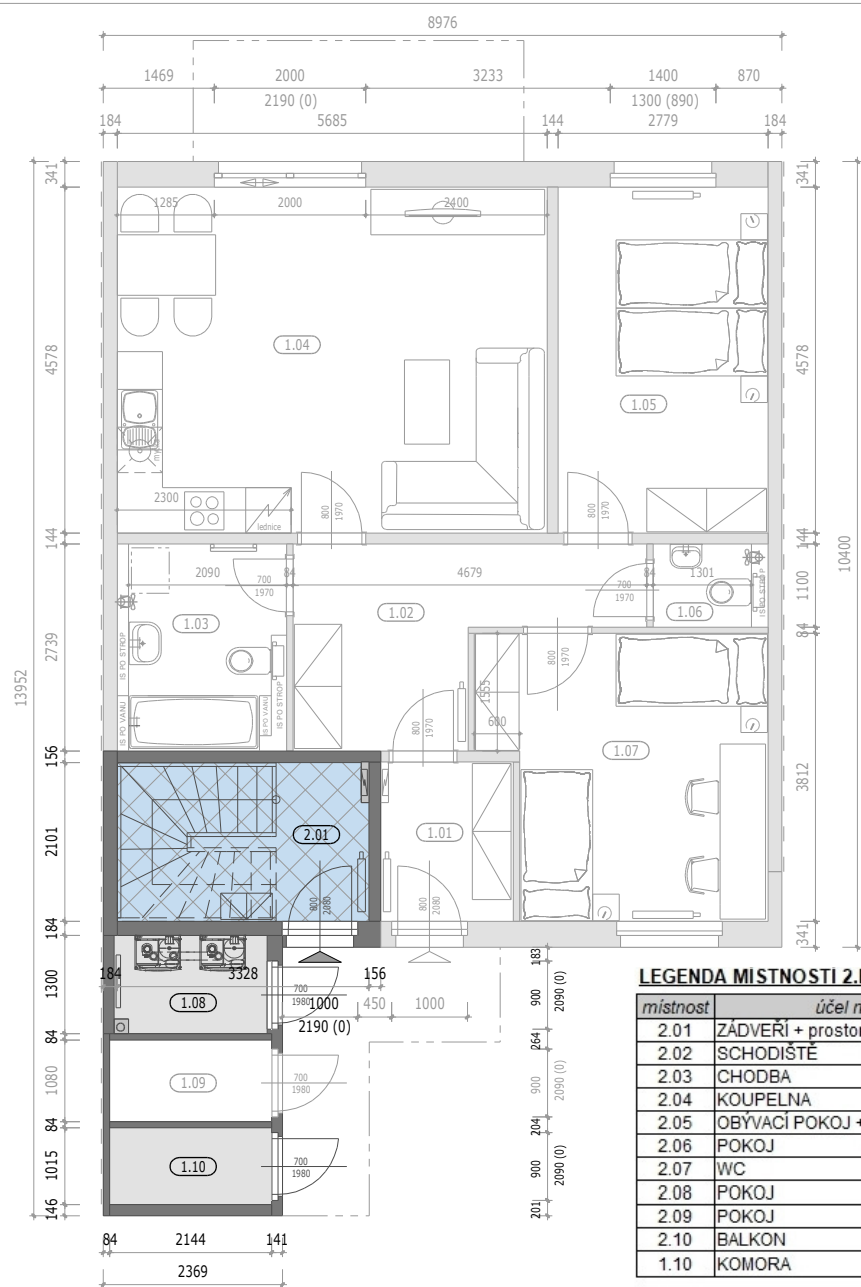 8976
1469 2000 3233 1400 870
2190 (0) 1300 (890)
184 5685 144 2779 184
341 341
1285 2000 2400
4578 1.04 1.05 4578
myčka
2300 lednice
800 1970
800 1970
144 144
13952 10400
2090 84 4679 84 1301
700 1970
700 1970
1.03 1.02 1.06
IS PO STROP
IS PO STROP
IS PO STROP
IS PO VANU
IS PO VANU
1100
84
2739
800 1970
800 1970
1555
600
1.07
3812
156
2101 2.01 1.01
800 2080
800 2080
184 341
184 3328 156
1300 1.08
700 1980
1000 450 1000
2190 (0)
183
900 2090 (0)
84 264
1080 1.09
700 1980
900 2090 (0)
84 204
1015 1.10
700 1980
900 2090 (0)
146 201
84 2144 141
2369
LEGENDA MÍSTNOSTÍ 2.
místnost účel
2.01 ZÁDVEŘÍ + prostor
2.02 SCHODIŠTĚ
2.03 CHODBA
2.04 KOUPELNA
2.05 OBÝVACÍ POKOJ +
2.06 POKOJ
2.07 WC
2.08 POKOJ
2.09 POKOJ
2.10 BALKON
1.10 KOMORA